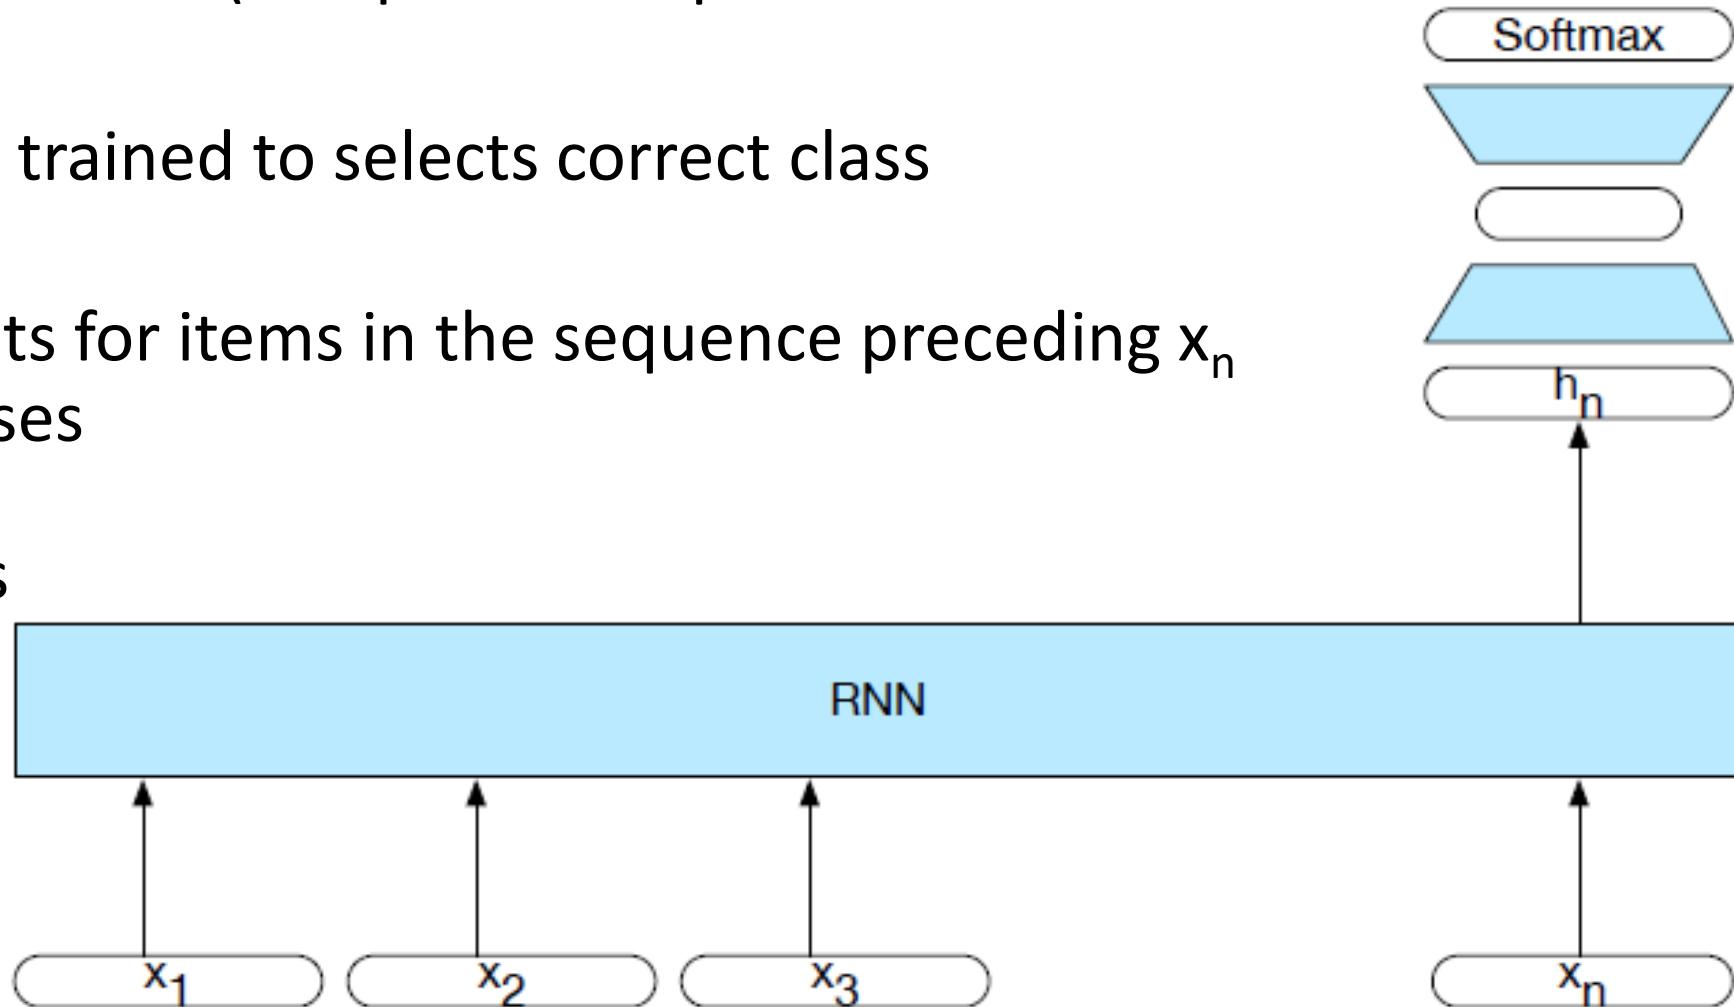 Softmax
trained to selects correct class
ts for items in the sequence preceding xn
ses
hn
s
RNN
x1 x2 x3 xn